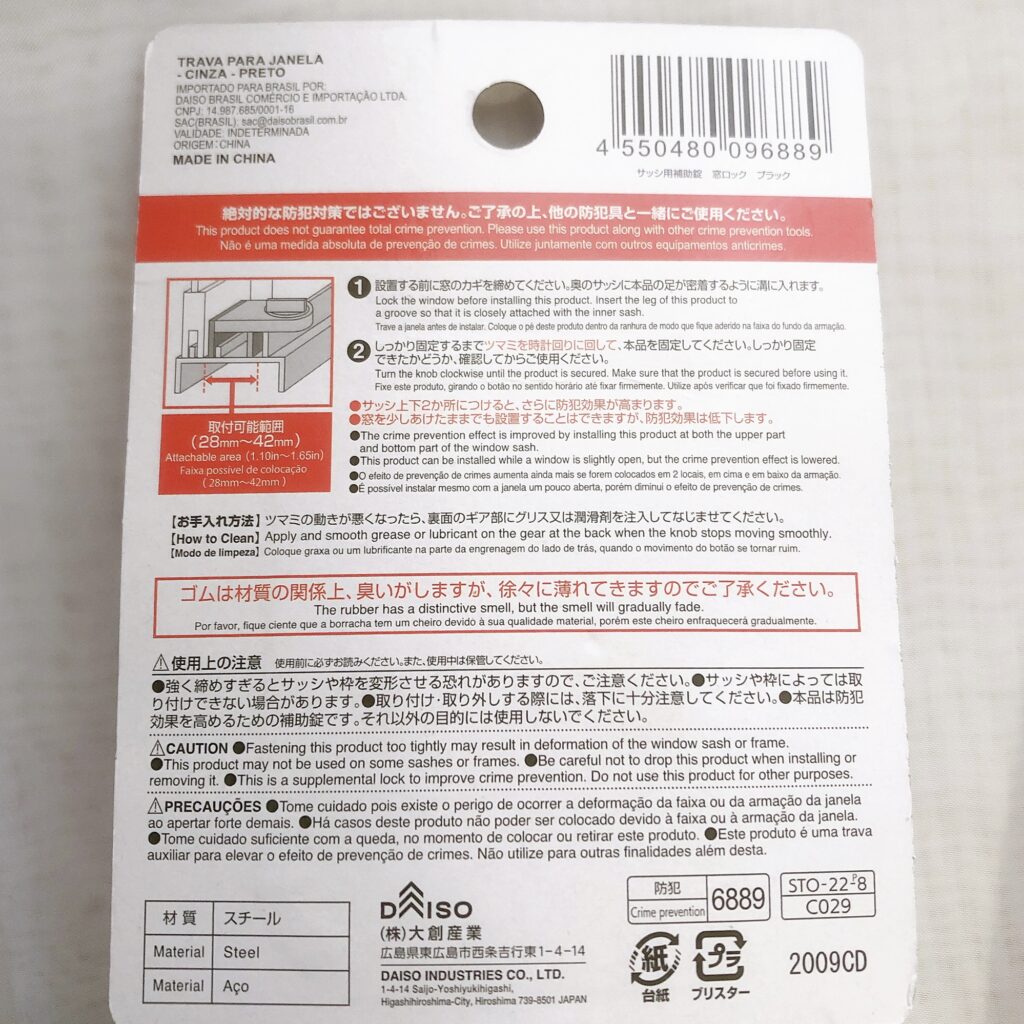 TRAVA PARA JANELA
- CINZA - PRETO
IMPORTADO PARA BRASIL POR:
DAISO BRASIL COMÉRCIO E IMPORTAÇÃO LTDA.
CNPJ: 14.987.685/0001-16
SAC(BRASIL): sac@daisobrasil.com.br
VALIDADE: INDETERMINADA
ORIGEM:CHINA
MADE IN CHINA
4 550480 096889
サッシ用補助錠 窓ロック ブラック
絶対的な防犯対策ではございません。ご了承の上、他の防犯具と一緒にご使用ください。
This product does not guarantee total crime prevention. Please use this product along with other crime prevention tools.
Não é uma medida absoluta de prevenção de crimes. Utilize juntamente com outros equipamentos anticrimes.
取付可能範囲
(28mm～42mm)
Attachable area (1.10in～1.65in)
Faixa possível de colocação
(28mm～42mm)
❶ 設置する前に窓のカギを締めてください。奥のサッシに本品の足が密着するように溝に入れます。
Lock the window before installing this product. Insert the leg of this product to
a groove so that it is closely attached with the inner sash.
Trave a janela antes de instalar. Coloque o pé deste produto dentro da ranhura de modo que fique aderido na faixa do fundo da armação.
❷ しっかり固定するまでツマミを時計回りに回して、本品を固定してください。しっかり固定
できたかどうか、確認してからご使用ください。
Turn the knob clockwise until the product is secured. Make sure that the product is secured before using it.
Fixe este produto, girando o botão no sentido horário até fixar firmemente. Utilize após verificar que foi fixado firmemente.
●サッシ上下2か所につけると、さらに防犯効果が高まります。
●窓を少しあけたままでも設置することはできますが、防犯効果は低下します。
●The crime prevention effect is improved by installing this product at both the upper part
and bottom part of the window sash.
●This product can be installed while a window is slightly open, but the crime prevention effect is lowered.
●O efeito de prevenção de crimes aumenta ainda mais se forem colocados em 2 locais, em cima e em baixo da armação.
●É possível instalar mesmo com a janela um pouco aberta, porém diminui o efeito de prevenção de crimes.
【お手入れ方法】ツマミの動きが悪くなったら、裏面のギア部にグリス又は潤滑剤を注入してなじませてください。
【How to Clean】Apply and smooth grease or lubricant on the gear at the back when the knob stops moving smoothly.
【Modo de limpeza】Coloque graxa ou um lubrificante na parte da engrenagem do lado de trás, quando o movimento do botão se tornar ruim.
ゴムは材質の関係上、臭いがしますが、徐々に薄れてきますのでご了承ください。
The rubber has a distinctive smell, but the smell will gradually fade.
Por favor, fique ciente que a borracha tem um cheiro devido à sua qualidade material, porém este cheiro enfraquecerá gradualmente.
⚠使用上の注意 使用前に必ずお読みください。また、使用中は保管してください。
●強く締めすぎるとサッシや枠を変形させる恐れがありますので、ご注意ください。●サッシや枠によっては取
り付けできない場合があります。●取り付け・取り外しする際には、落下に十分注意してください。●本品は防犯
効果を高めるための補助錠です。それ以外の目的には使用しないでください。
⚠CAUTION ●Fastening this product too tightly may result in deformation of the window sash or frame.
●This product may not be used on some sashes or frames. ●Be careful not to drop this product when installing or
removing it. ●This is a supplemental lock to improve crime prevention. Do not use this product for other purposes.
⚠PRECAUÇÕES ●Tome cuidado pois existe o perigo de ocorrer a deformação da faixa ou da armação da janela
ao apertar forte demais. ●Há casos deste produto não poder ser colocado devido à faixa ou à armação da janela.
●Tome cuidado suficiente com a queda, no momento de colocar ou retirar este produto. ●Este produto é uma trava
auxiliar para elevar o efeito de prevenção de crimes. Não utilize para outras finalidades além desta.
材質 スチール
Material Steel
Material Aço
DAISO
(株)大創産業
広島県東広島市西条吉行東1-4-14
DAISO INDUSTRIES CO., LTD.
1-4-14 Saijo-Yoshiyukihigashi,
Higashihiroshima-City, Hiroshima 739-8501 JAPAN
防犯
Crime prevention 6889
STO-22-P8
C029
紙
台紙
プラ
ブリスター
2009CD